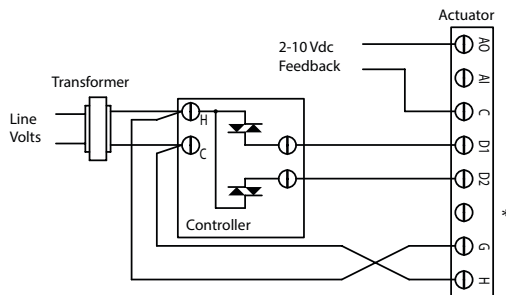 Actuator
2-10 Vdc
Feedback
Transformer
Line
Volts
H
C
Controller
AO
AI
C
D1
D2
*
G
H